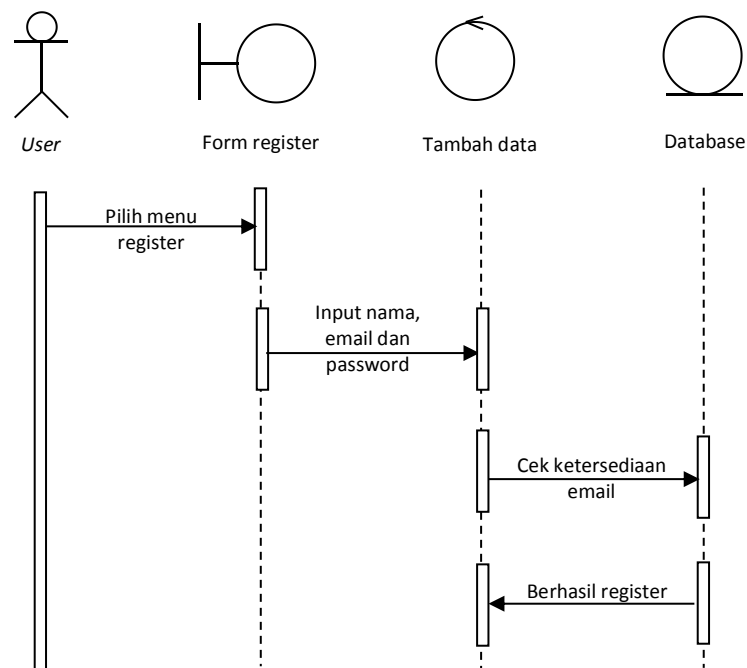 User
Form register
Tambah data
Database
Pilih menu
register
Input nama,
email dan
password
Cek ketersediaan
email
Berhasil register